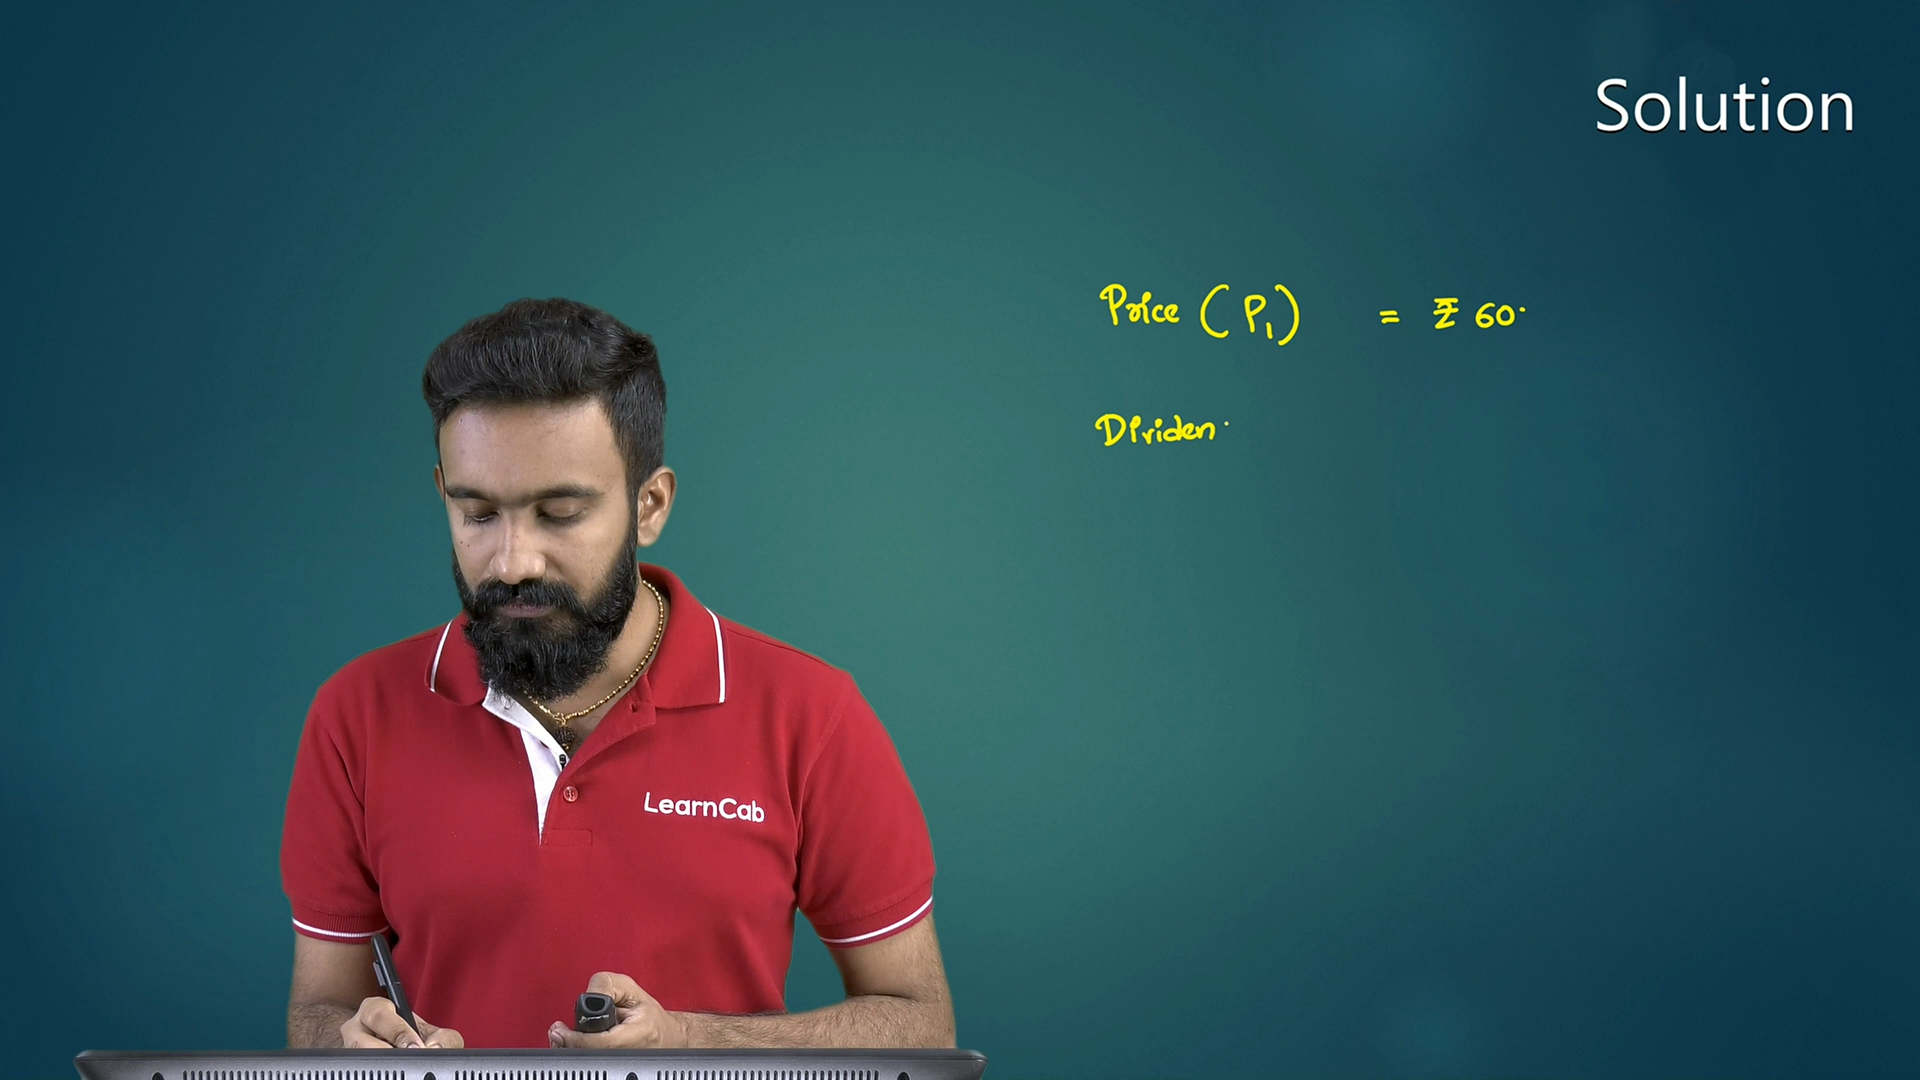 Solution
Price (P1) = ₹ 60.
Dividen
LearnCab